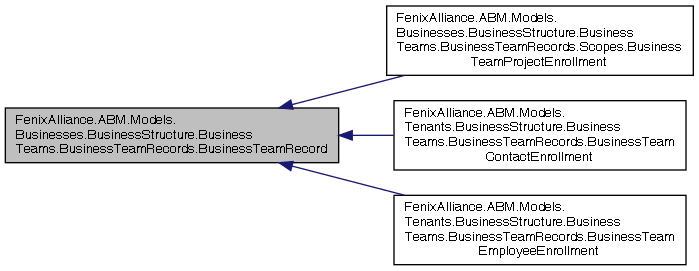 FenixAlliance.ABM.Models.
Businesses.BusinessStructure.Business
Teams.BusinessTeamRecords.Scopes.Business
TeamProjectEnrollment
FenixAlliance.ABM.Models.
Businesses.BusinessStructure.Business
Teams.BusinessTeamRecords.BusinessTeamRecord
FenixAlliance.ABM.Models.
Tenants.BusinessStructure.Business
Teams.BusinessTeamRecords.BusinessTeam
ContactEnrollment
FenixAlliance.ABM.Models.
Tenants.BusinessStructure.Business
Teams.BusinessTeamRecords.BusinessTeam
EmployeeEnrollment